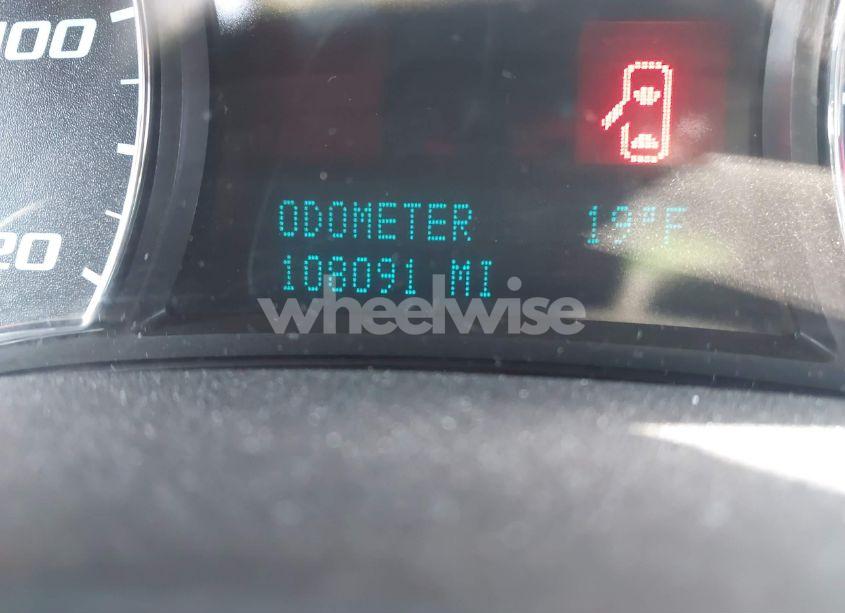 100
20
ODOMETER 19°F
108091 MI
wheelwise